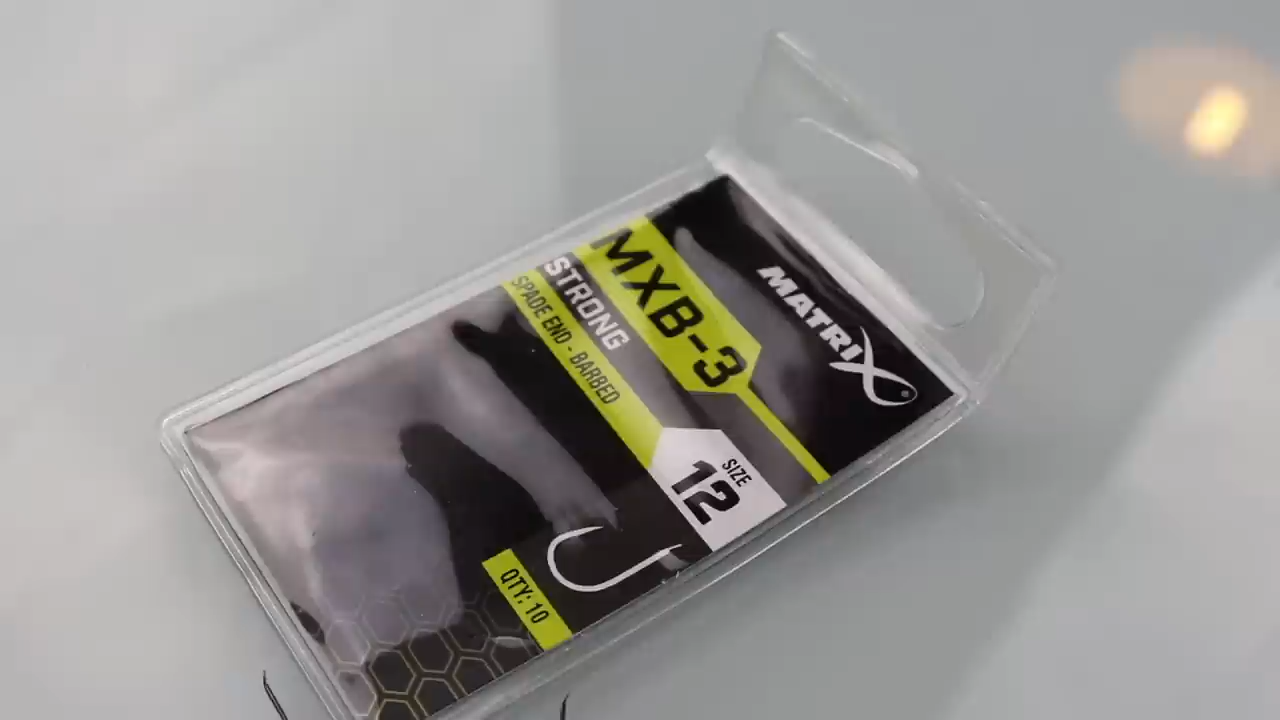 MATRIX®
MXB-3
STRONG
SPADE END - BARBED
SIZE
12
QTY: 10